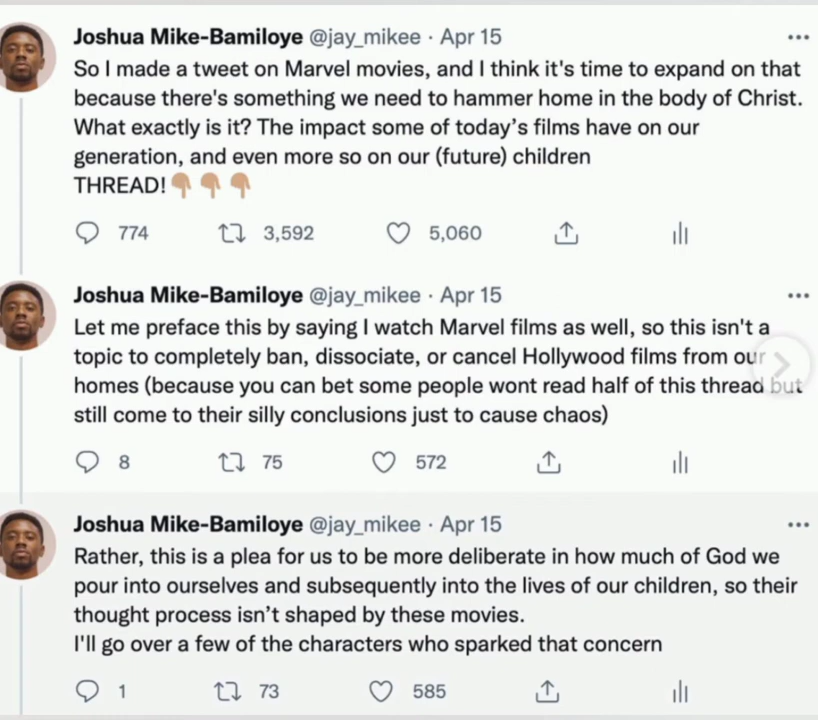 Joshua Mike-Bamiloye @jay_mikee · Apr 15
So I made a tweet on Marvel movies, and I think it's time to expand on that
because there's something we need to hammer home in the body of Christ.
What exactly is it? The impact some of today’s films have on our
generation, and even more so on our (future) children
THREAD!👇🏽👇🏽👇🏽
774 3,592 5,060
Joshua Mike-Bamiloye @jay_mikee · Apr 15
Let me preface this by saying I watch Marvel films as well, so this isn't a
topic to completely ban, dissociate, or cancel Hollywood films from our
homes (because you can bet some people wont read half of this thread but
still come to their silly conclusions just to cause chaos)
8 75 572
Joshua Mike-Bamiloye @jay_mikee · Apr 15
Rather, this is a plea for us to be more deliberate in how much of God we
pour into ourselves and subsequently into the lives of our children, so their
thought process isn’t shaped by these movies.
I'll go over a few of the characters who sparked that concern
1 73 585